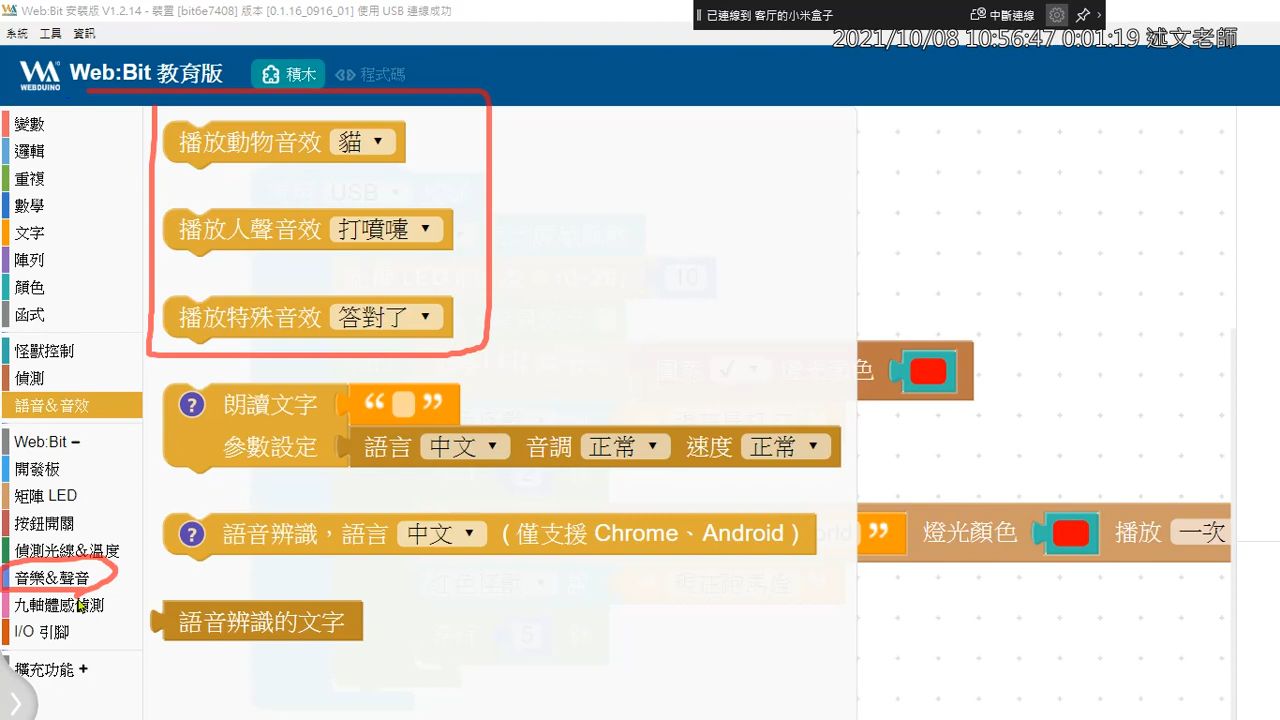 Web:Bit 安裝版 V1.2.14 - 裝置 [bit6e7408] 版本 [0.1.16_0916_01] 使用 USB 連線成功
已連線到 客厅的小米盒子
中斷連線
系統 工具 資訊
2021/10/08 10:56:47 0:01:19 述文老師
WEBDUINO
Web:Bit 教育版
積木
程式碼
變數
邏輯
重複
數學
文字
陣列
顏色
函式
怪獸控制
偵測
語音&音效
Web:Bit
開發板
矩陣 LED
按鈕開關
偵測光線&溫度
音樂&聲音
九軸體感偵測
I/O 引腳
擴充功能 +
播放動物音效 貓
播放人聲音效 打噴嚏
播放特殊音效 答對了
朗讀文字 “ ”
參數設定 語言 中文 音調 正常 速度 正常
語音辨識,語言 中文 ( 僅支援 Chrome、Android )
語音辨識的文字
USB
10
色
2
5
” 燈光顏色 播放 一次